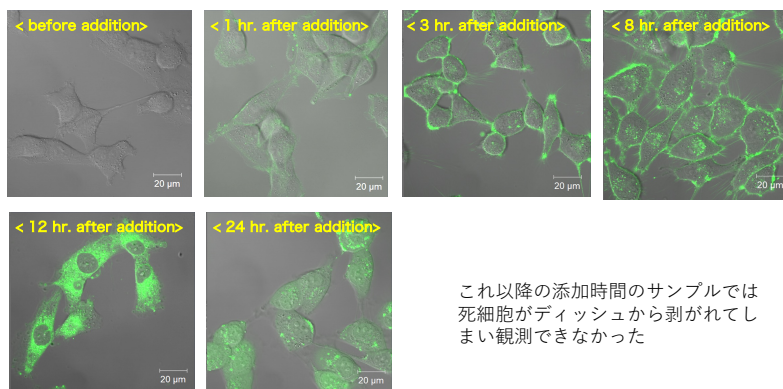 < before addition>
< 1 hr. after addition>
< 3 hr. after addition>
< 8 hr. after addition>
20 μm
20 μm
20 μm
20 μm
< 12 hr. after addition>
< 24 hr. after addition>
これ以降の添加時間のサンプルでは
死細胞がディッシュから剥がれてし
まい観測できなかった
20 μm
20 μm